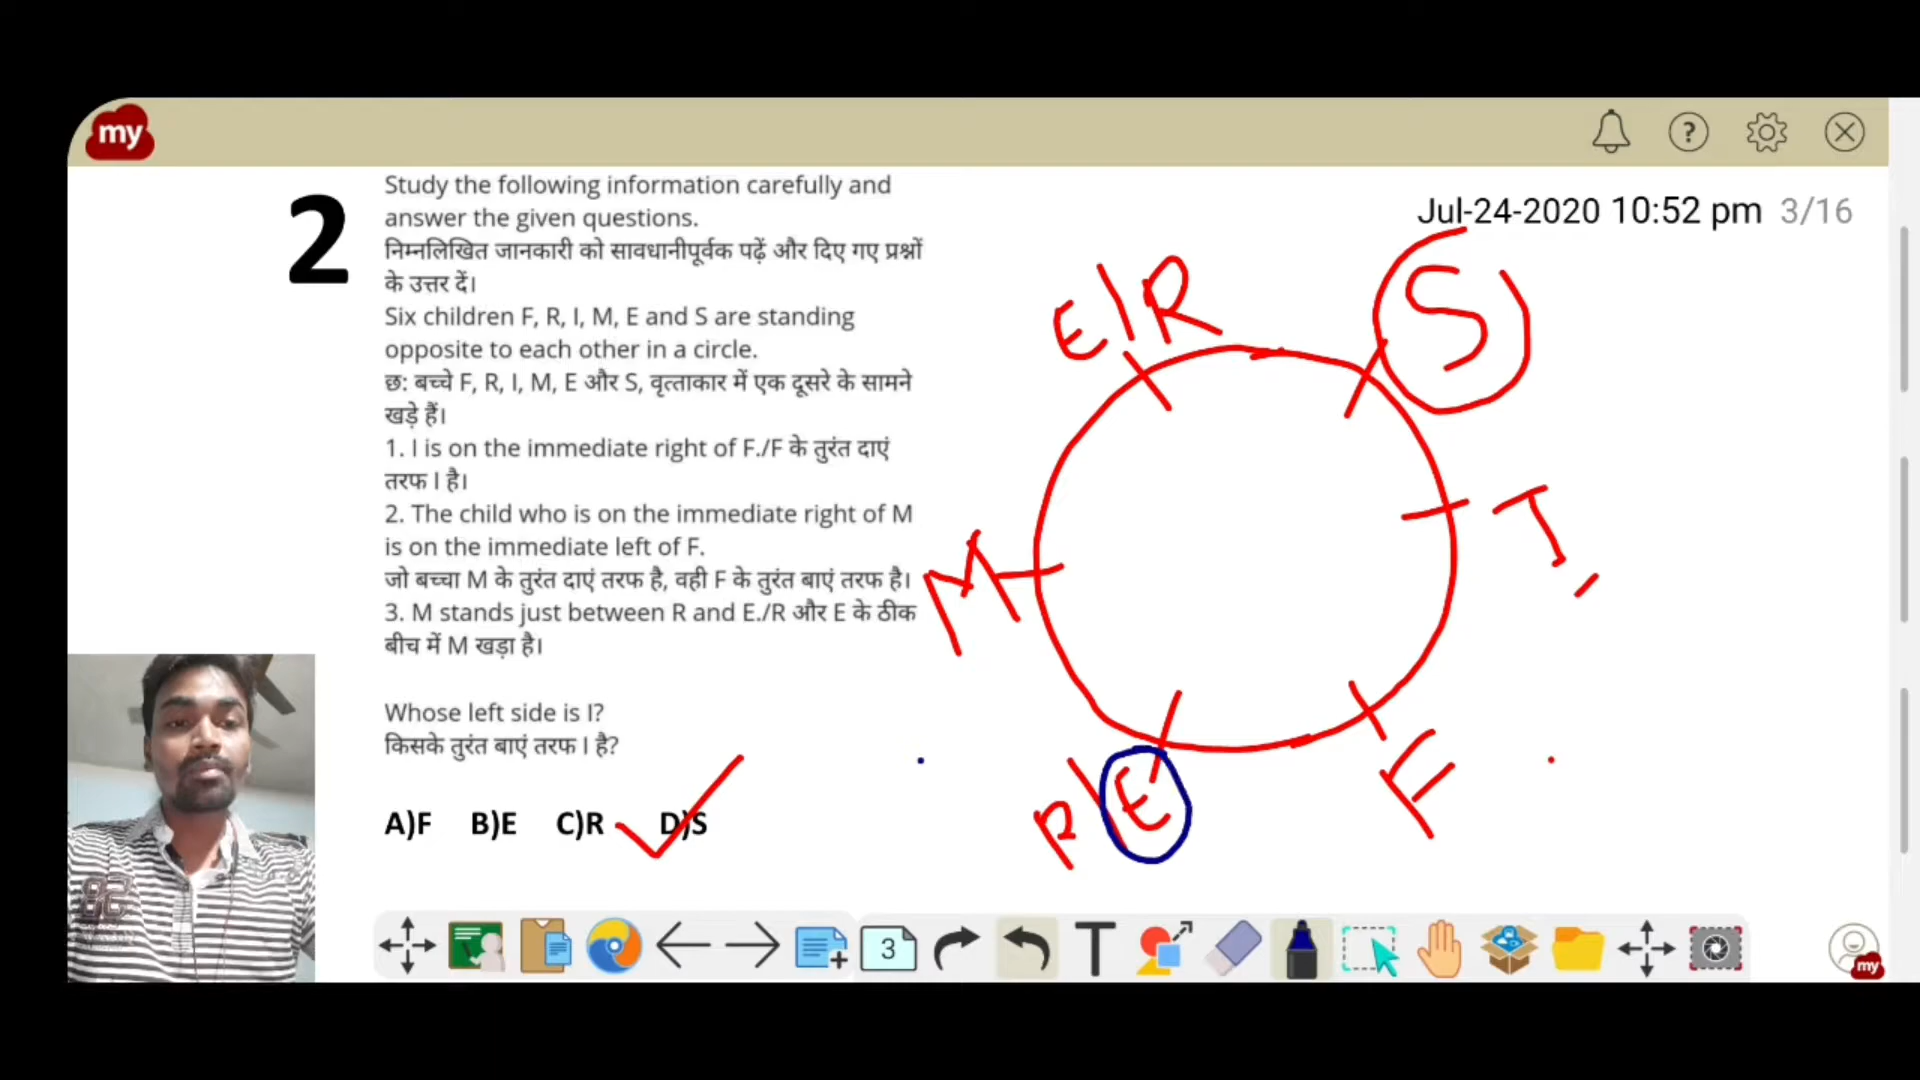 my
Jul-24-2020 10:52 pm 3/16
2
Study the following information carefully and
answer the given questions.
निम्नलिखित जानकारी को सावधानीपूर्वक पढ़ें और दिए गए प्रश्नों
के उत्तर दें।
Six children F, R, I, M, E and S are standing
opposite to each other in a circle.
छ: बच्चे F, R, I, M, E और S, वृत्ताकार में एक दूसरे के सामने
खड़े हैं।
1. I is on the immediate right of F./F के तुरंत दाएं
तरफ I है।
2. The child who is on the immediate right of M
is on the immediate left of F.
जो बच्चा M के तुरंत दाएं तरफ है, वही F के तुरंत बाएं तरफ है।
3. M stands just between R and E./R और E के ठीक
बीच में M खड़ा है।
Whose left side is I?
किसके तुरंत बाएं तरफ I है?
A)F B)E C)R D)S
E/R
S
M
F
R/E
82
3
T
my